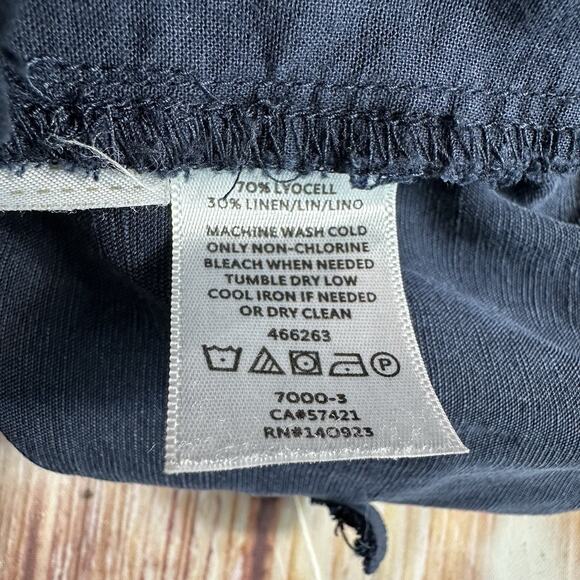 70% LYOCELL
30% LINEN/LIN/LINO
MACHINE WASH COLD
ONLY NON-CHLORINE
BLEACH WHEN NEEDED
TUMBLE DRY LOW
COOL IRON IF NEEDED
OR DRY CLEAN
466263
P
7000-3
CA#57421
RN#140923